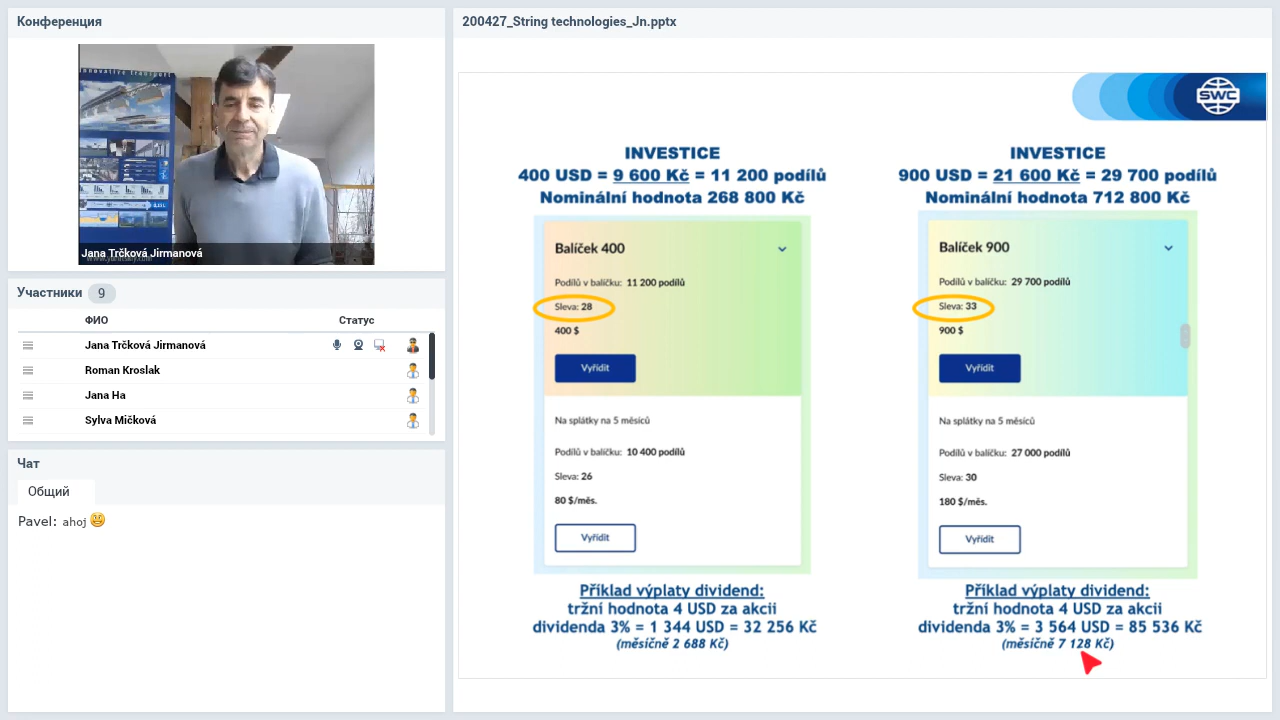 Конференция
innovative transport
Jana Trčková Jirmanová
Участники 9
ФИО Статус
Jana Trčková Jirmanová
Roman Kroslak
Jana Ha
Sylva Mičková
Чат
Общий
Pavel: ahoj
200427_String technologies_Jn.pptx
SWC
INVESTICE
400 USD = 9 600 Kč = 11 200 podílů
Nominální hodnota 268 800 Kč
Balíček 400
Podílů v balíčku: 11 200 podílů
Sleva: 28
400 $
Vyřídit
Na splátky na 5 měsíců
Podílů v balíčku: 10 400 podílů
Sleva: 26
80 $/měs.
Vyřídit
Příklad výplaty dividend:
tržní hodnota 4 USD za akcii
dividenda 3% = 1 344 USD = 32 256 Kč
(měsíčně 2 688 Kč)
INVESTICE
900 USD = 21 600 Kč = 29 700 podílů
Nominální hodnota 712 800 Kč
Balíček 900
Podílů v balíčku: 29 700 podílů
Sleva: 33
900 $
Vyřídit
Na splátky na 5 měsíců
Podílů v balíčku: 27 000 podílů
Sleva: 30
180 $/měs.
Vyřídit
Příklad výplaty dividend:
tržní hodnota 4 USD za akcii
dividenda 3% = 3 564 USD = 85 536 Kč
(měsíčně 7 128 Kč)